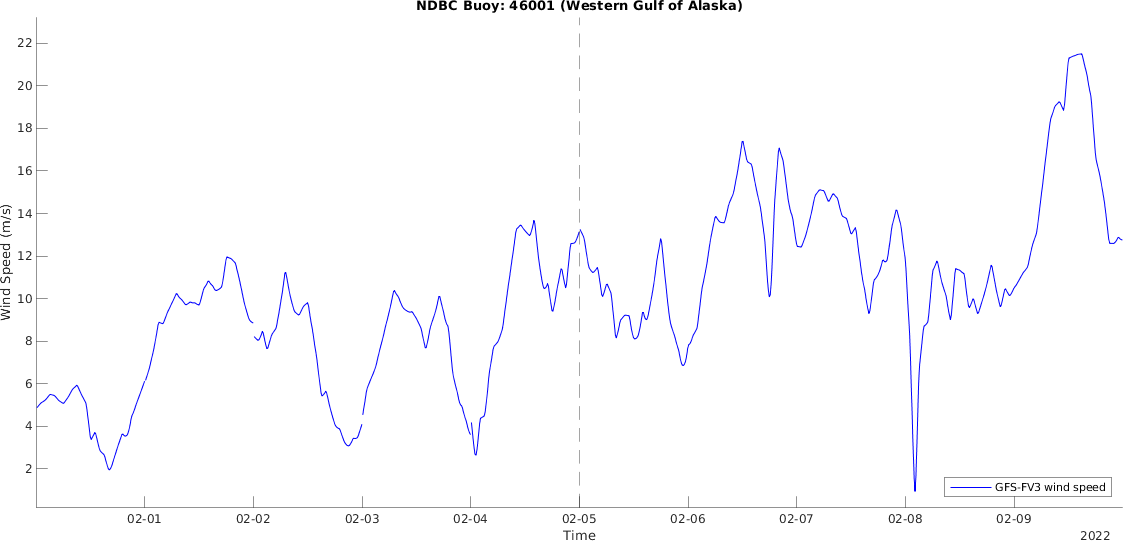 NDBC Buoy: 46001 (Western Gulf of Alaska)
Wind Speed (m/s)
22
20
18
16
14
12
10
8
6
4
2
GFS-FV3 wind speed
02-01 02-02 02-03 02-04 02-05 02-06 02-07 02-08 02-09
Time
2022